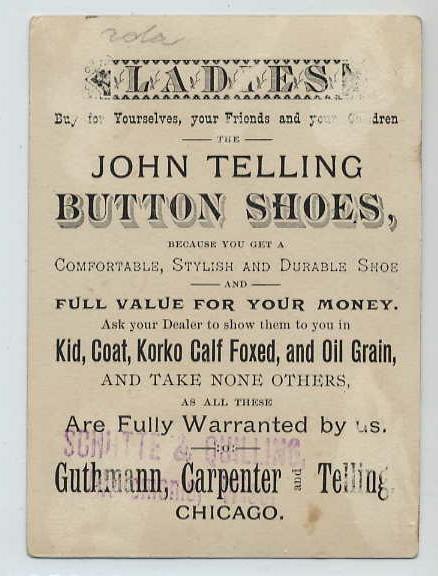 LADIES
Buy for Yourselves, your Friends and your Children
THE
JOHN TELLING
BUTTON SHOES,
BECAUSE YOU GET A
COMFORTABLE, STYLISH AND DURABLE SHOE
AND
FULL VALUE FOR YOUR MONEY.
Ask your Dealer to show them to you in
Kid, Coat, Korko Calf Foxed, and Oil Grain,
AND TAKE NONE OTHERS,
AS ALL THESE
Are Fully Warranted by us.
SCHUTTE & QUILLING,
:o:
Guthmann, Carpenter and Telling,
CHICAGO.